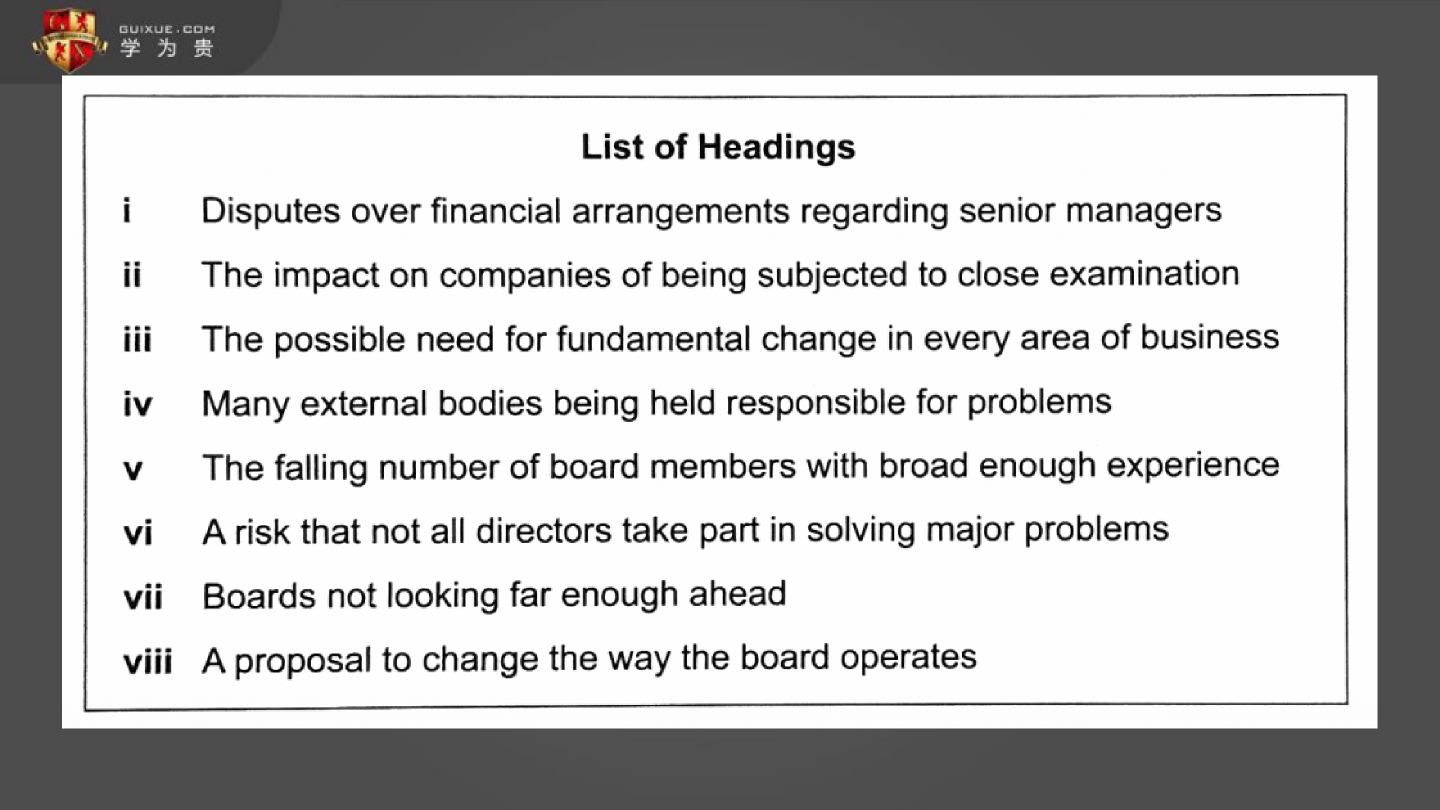 GUIXUE.COM
学为贵
List of Headings
i Disputes over financial arrangements regarding senior managers
ii The impact on companies of being subjected to close examination
iii The possible need for fundamental change in every area of business
iv Many external bodies being held responsible for problems
v The falling number of board members with broad enough experience
vi A risk that not all directors take part in solving major problems
vii Boards not looking far enough ahead
viii A proposal to change the way the board operates